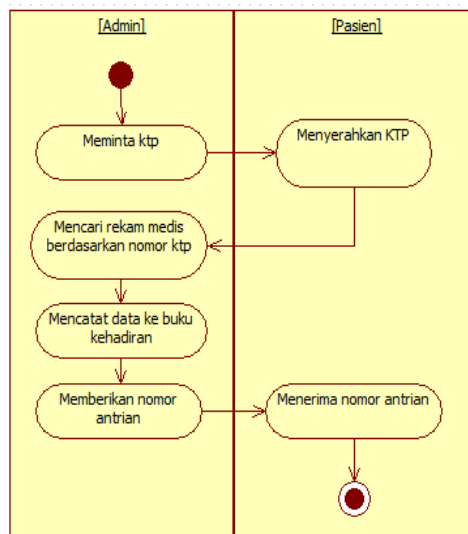 [Admin]
[Pasien]
Meminta ktp
Menyerahkan KTP
Mencari rekam medis
berdasarkan nomor ktp
Mencatat data ke buku
kehadiran
Memberikan nomor
antrian
Menerima nomor antrian